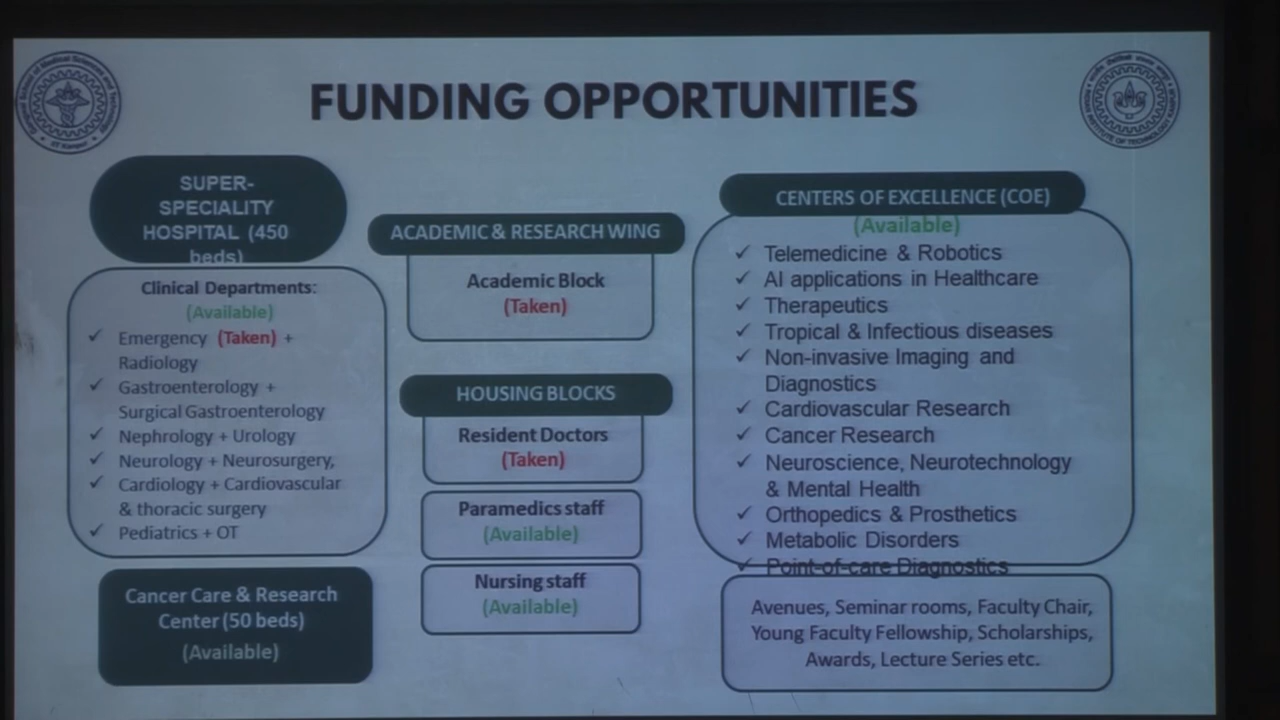 FUNDING OPPORTUNITIES
SUPER-
SPECIALITY
HOSPITAL (450
beds)
Clinical Departments:
(Available)
✓ Emergency (Taken) +
Radiology
✓ Gastroenterology +
Surgical Gastroenterology
✓ Nephrology + Urology
✓ Neurology + Neurosurgery,
✓ Cardiology + Cardiovascular
& thoracic surgery
✓ Pediatrics + OT
Cancer Care & Research
Center (50 beds)
(Available)
ACADEMIC & RESEARCH WING
Academic Block
(Taken)
HOUSING BLOCKS
Resident Doctors
(Taken)
Paramedics staff
(Available)
Nursing staff
(Available)
CENTERS OF EXCELLENCE (COE)
(Available)
✓ Telemedicine & Robotics
✓ AI applications in Healthcare
✓ Therapeutics
✓ Tropical & Infectious diseases
✓ Non-invasive Imaging and
Diagnostics
✓ Cardiovascular Research
✓ Cancer Research
✓ Neuroscience, Neurotechnology
& Mental Health
✓ Orthopedics & Prosthetics
✓ Metabolic Disorders
✓ Point-of-care Diagnostics
Avenues, Seminar rooms, Faculty Chair,
Young Faculty Fellowship, Scholarships,
Awards, Lecture Series etc.